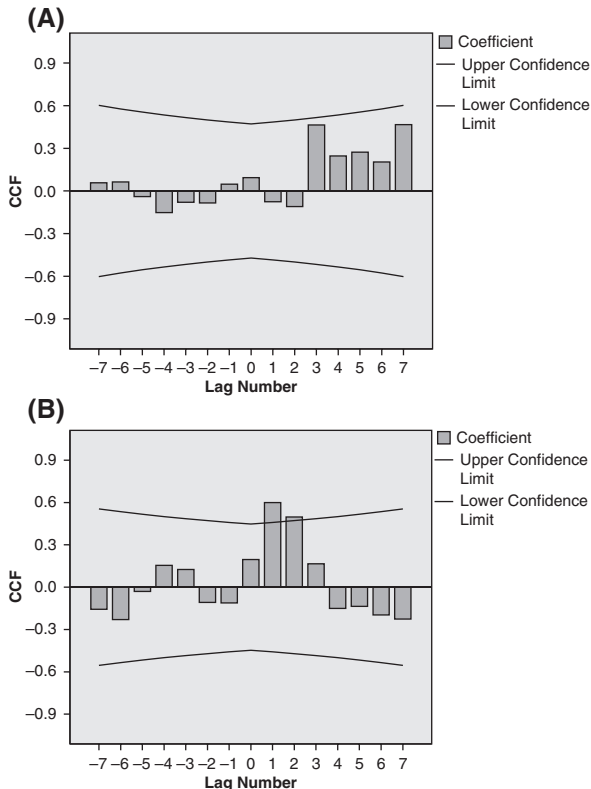 (A)
Coefficient
Upper Confidence
Limit
Lower Confidence
Limit
0.9
0.6
0.3
0.0
–0.3
–0.6
–0.9
CCF
–7 –6 –5 –4 –3 –2 –1 0 1 2 3 4 5 6 7
Lag Number
(B)
Coefficient
Upper Confidence
Limit
Lower Confidence
Limit
0.9
0.6
0.3
0.0
–0.3
–0.6
–0.9
CCF
–7 –6 –5 –4 –3 –2 –1 0 1 2 3 4 5 6 7
Lag Number